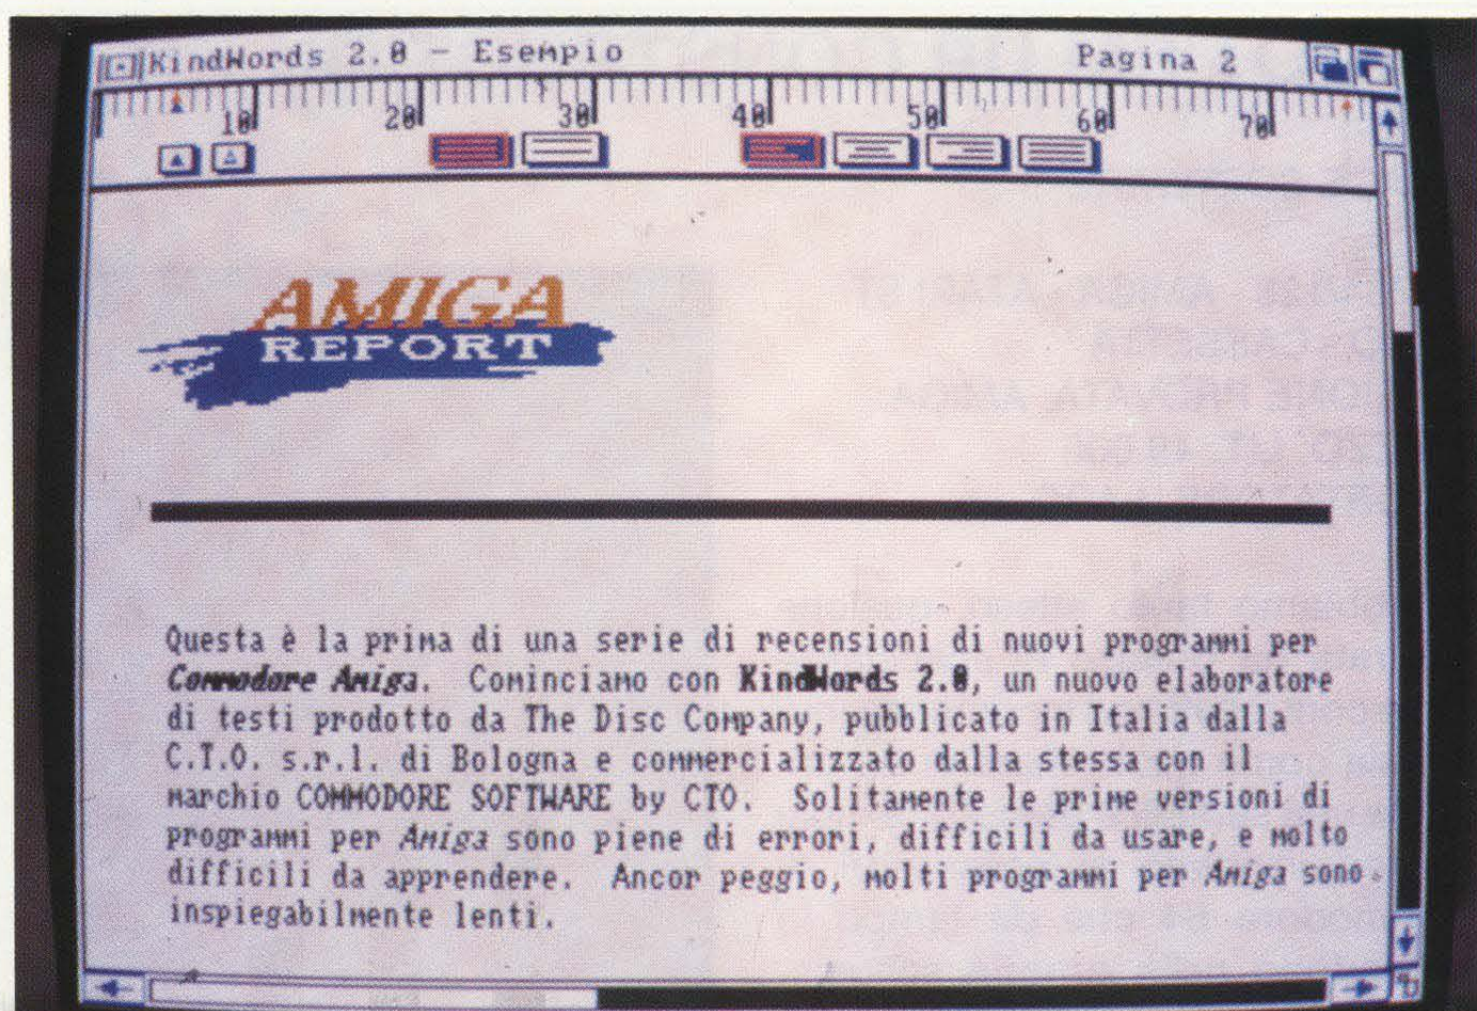 KindWords 2.0 - Esempio Pagina 2
10 20 30 40 50 60 70
AMIGA
REPORT
Questa è la prima di una serie di recensioni di nuovi programmi per
Commodore Amiga. Cominciamo con KindWords 2.0, un nuovo elaboratore
di testi prodotto da The Disc Company, pubblicato in Italia dalla
C.T.O. s.r.l. di Bologna e commercializzato dalla stessa con il
marchio COMMODORE SOFTWARE by CTO. Solitamente le prime versioni di
programmi per Amiga sono piene di errori, difficili da usare, e molto
difficili da apprendere. Ancor peggio, molti programmi per Amiga sono
inspiegabilmente lenti.